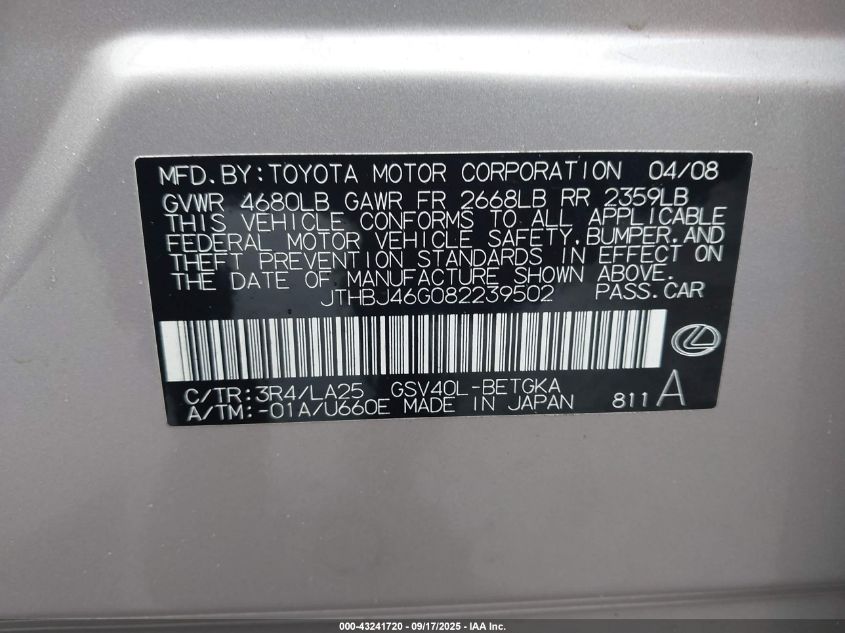 MFD. BY: TOYOTA MOTOR CORPORATION 04/08
GVWR 4680LB GAWR FR 2668LB RR 2359LB
THIS VEHICLE CONFORMS TO ALL APPLICABLE
FEDERAL MOTOR VEHICLE SAFETY, BUMPER, AND
THEFT PREVENTION STANDARDS IN EFFECT ON
THE DATE OF MANUFACTURE SHOWN ABOVE.
JTHBJ46G082239502 PASS. CAR
C/TR: 3R4/LA25 GSV40L-BETGKA
A/TM: -01A/U660E MADE IN JAPAN 811 A
000-43241720 - 09/17/2025 - IAA Inc.